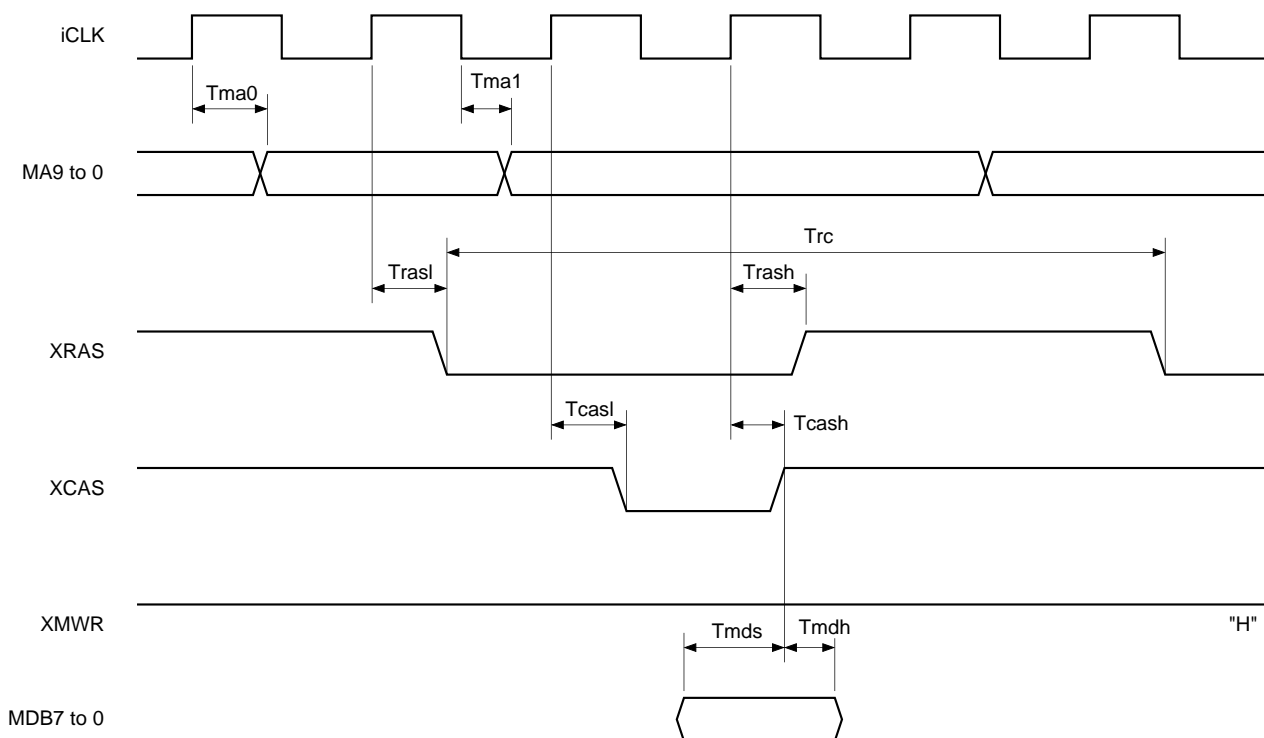 iCLK
Tma0
Tma1
MA9 to 0
Trc
Trasl
Trash
XRAS
Tcasl
Tcash
XCAS
XMWR
"H"
Tmds
Tmdh
MDB7 to 0